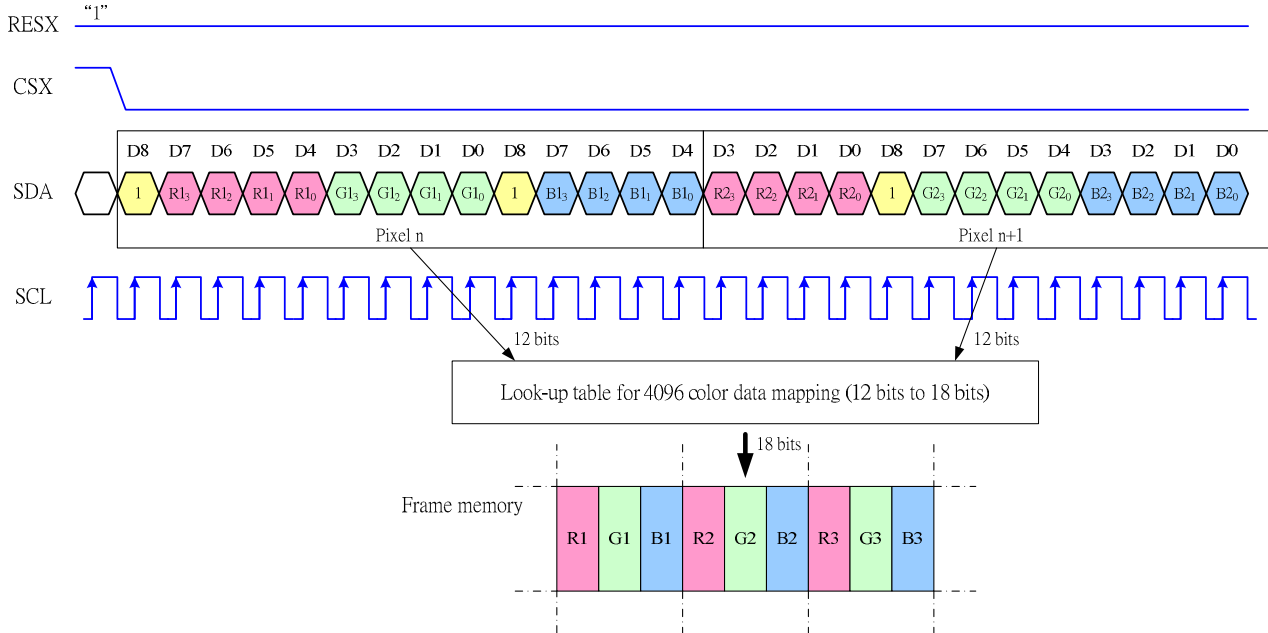 RESX “1”
CSX
D8 D7 D6 D5 D4 D3 D2 D1 D0 D8 D7 D6 D5 D4 D3 D2 D1 D0 D8 D7 D6 D5 D4 D3 D2 D1 D0
SDA 1 R1₃ R1₂ R1₁ R1₀ G1₃ G1₂ G1₁ G1₀ 1 B1₃ B1₂ B1₁ B1₀ R2₃ R2₂ R2₁ R2₀ 1 G2₃ G2₂ G2₁ G2₀ B2₃ B2₂ B2₁ B2₀
Pixel n Pixel n+1
SCL
12 bits 12 bits
Look-up table for 4096 color data mapping (12 bits to 18 bits)
18 bits
Frame memory
R1 G1 B1 R2 G2 B2 R3 G3 B3